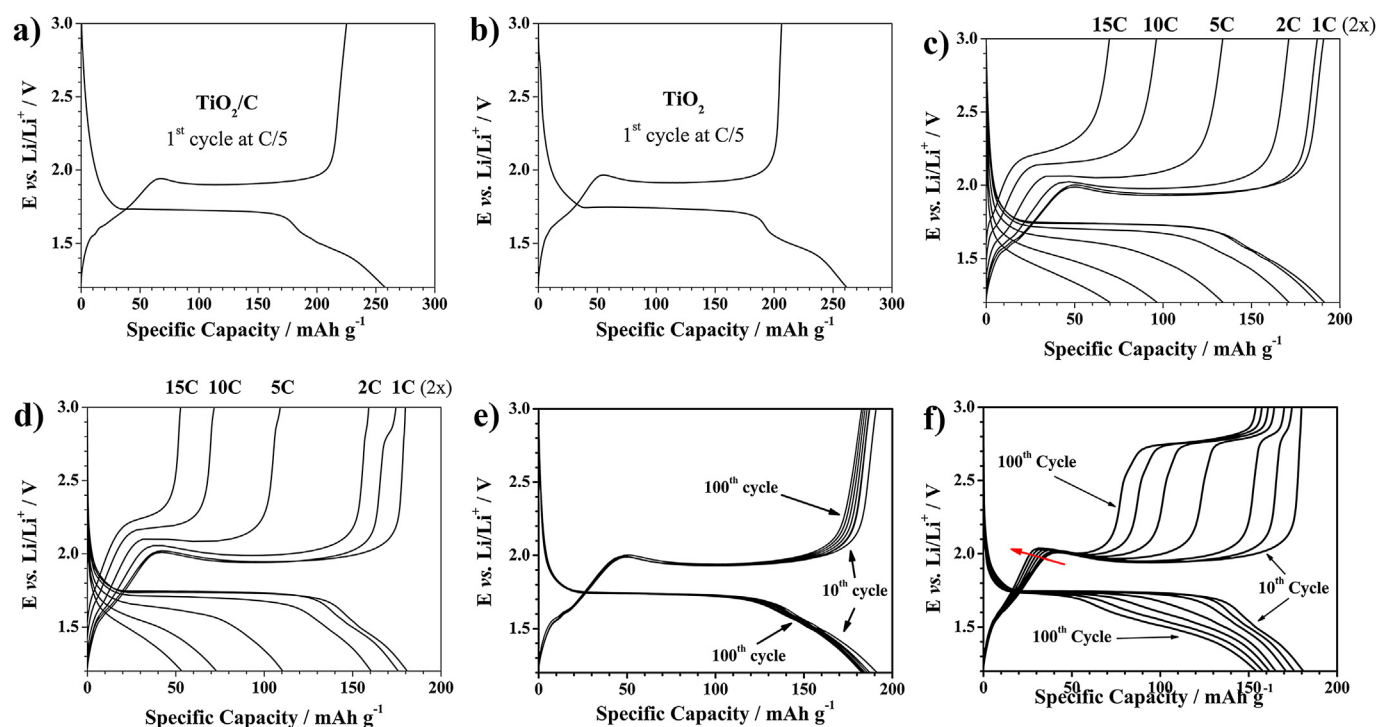 a)
3.0
2.5
2.0
1.5
E vs. Li/Li⁺ / V
TiO₂/C
1ˢᵗ cycle at C/5
0 50 100 150 200 250 300
Specific Capacity / mAh g⁻¹
b)
3.0
2.5
2.0
1.5
E vs. Li/Li⁺ / V
TiO₂
1ˢᵗ cycle at C/5
0 50 100 150 200 250 300
Specific Capacity / mAh g⁻¹
c)
15C 10C 5C 2C 1C (2x)
3.0
2.5
2.0
1.5
E vs. Li/Li⁺ / V
0 50 100 150 200
Specific Capacity / mAh g⁻¹
d)
15C 10C 5C 2C 1C (2x)
3.0
2.5
2.0
1.5
E vs. Li/Li⁺ / V
0 50 100 150 200
Specific Capacity / mAh g⁻¹
e)
3.0
2.5
2.0
1.5
E vs. Li/Li⁺ / V
100ᵗʰ cycle
10ᵗʰ cycle
100ᵗʰ cycle
0 50 100 150 200
Specific Capacity / mAh g⁻¹
f)
3.0
2.5
2.0
1.5
E vs. Li/Li⁺ / V
100ᵗʰ Cycle
10ᵗʰ Cycle
100ᵗʰ Cycle
0 50 100 150 200
Specific Capacity / mAh g⁻¹